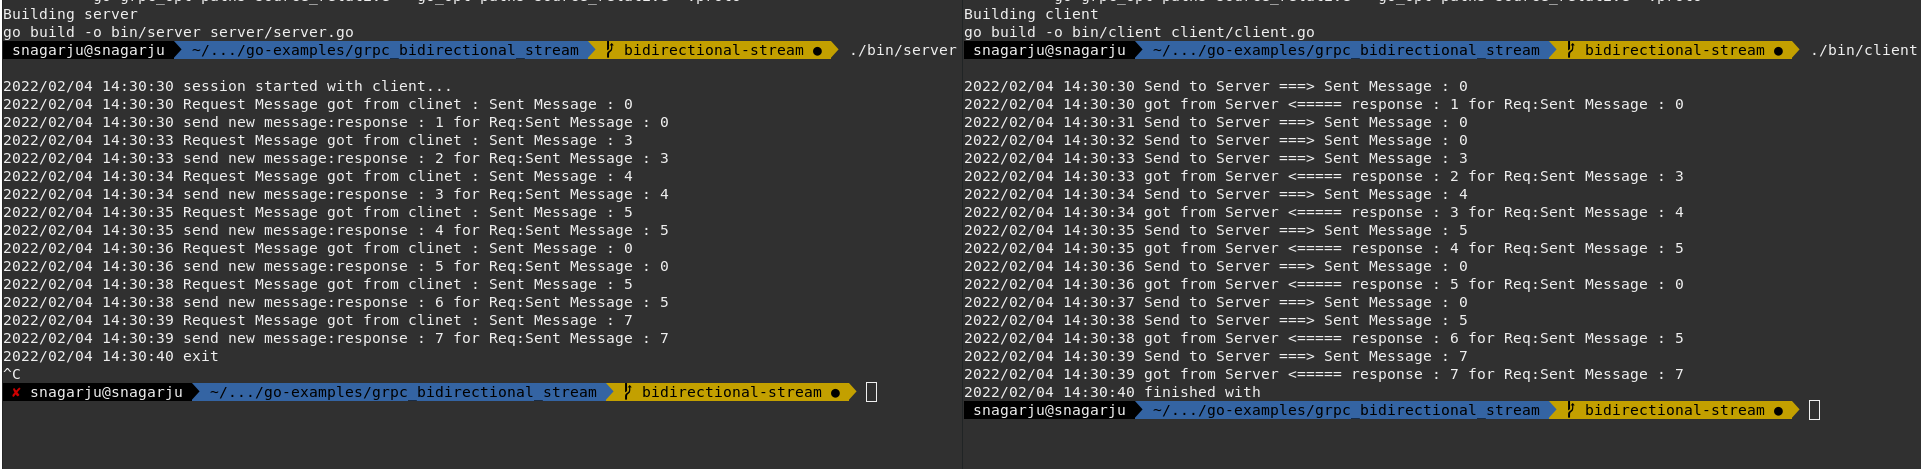 Building server
go build -o bin/server server/server.go
snagarju@snagarju ~/.../go-examples/grpc_bidirectional_stream bidirectional-stream ● ./bin/server
2022/02/04 14:30:30 session started with client...
2022/02/04 14:30:30 Request Message got from clinet : Sent Message : 0
2022/02/04 14:30:30 send new message:response : 1 for Req:Sent Message : 0
2022/02/04 14:30:33 Request Message got from clinet : Sent Message : 3
2022/02/04 14:30:33 send new message:response : 2 for Req:Sent Message : 3
2022/02/04 14:30:34 Request Message got from clinet : Sent Message : 4
2022/02/04 14:30:34 send new message:response : 3 for Req:Sent Message : 4
2022/02/04 14:30:35 Request Message got from clinet : Sent Message : 5
2022/02/04 14:30:35 send new message:response : 4 for Req:Sent Message : 5
2022/02/04 14:30:36 Request Message got from clinet : Sent Message : 0
2022/02/04 14:30:36 send new message:response : 5 for Req:Sent Message : 0
2022/02/04 14:30:38 Request Message got from clinet : Sent Message : 5
2022/02/04 14:30:38 send new message:response : 6 for Req:Sent Message : 5
2022/02/04 14:30:39 Request Message got from clinet : Sent Message : 7
2022/02/04 14:30:39 send new message:response : 7 for Req:Sent Message : 7
2022/02/04 14:30:40 exit
^C
✘ snagarju@snagarju ~/.../go-examples/grpc_bidirectional_stream bidirectional-stream ●
Building client
go build -o bin/client client/client.go
snagarju@snagarju ~/.../go-examples/grpc_bidirectional_stream bidirectional-stream ● ./bin/client
2022/02/04 14:30:30 Send to Server ===> Sent Message : 0
2022/02/04 14:30:30 got from Server <===== response : 1 for Req:Sent Message : 0
2022/02/04 14:30:31 Send to Server ===> Sent Message : 0
2022/02/04 14:30:32 Send to Server ===> Sent Message : 0
2022/02/04 14:30:33 Send to Server ===> Sent Message : 3
2022/02/04 14:30:33 got from Server <===== response : 2 for Req:Sent Message : 3
2022/02/04 14:30:34 Send to Server ===> Sent Message : 4
2022/02/04 14:30:34 got from Server <===== response : 3 for Req:Sent Message : 4
2022/02/04 14:30:35 Send to Server ===> Sent Message : 5
2022/02/04 14:30:35 got from Server <===== response : 4 for Req:Sent Message : 5
2022/02/04 14:30:36 Send to Server ===> Sent Message : 0
2022/02/04 14:30:36 got from Server <===== response : 5 for Req:Sent Message : 0
2022/02/04 14:30:37 Send to Server ===> Sent Message : 0
2022/02/04 14:30:38 Send to Server ===> Sent Message : 5
2022/02/04 14:30:38 got from Server <===== response : 6 for Req:Sent Message : 5
2022/02/04 14:30:39 Send to Server ===> Sent Message : 7
2022/02/04 14:30:39 got from Server <===== response : 7 for Req:Sent Message : 7
2022/02/04 14:30:40 finished with
snagarju@snagarju ~/.../go-examples/grpc_bidirectional_stream bidirectional-stream ●